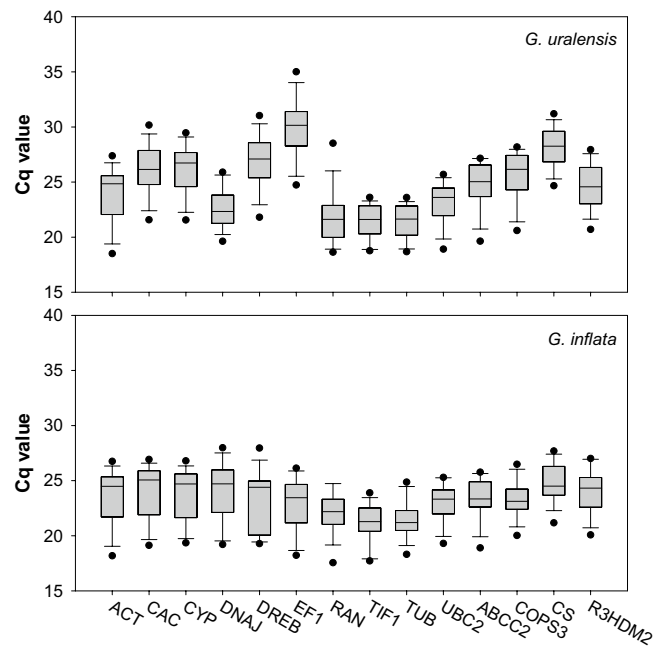 40
G. uralensis
35
30
Cq value
25
20
15
40
G. inflata
35
30
Cq value
25
20
15
ACT
CAC
CYP
DNAJ
DREB
EF1
RAN
TIF1
TUB
UBC2
ABCC2
COPS3
CS
R3HDM2